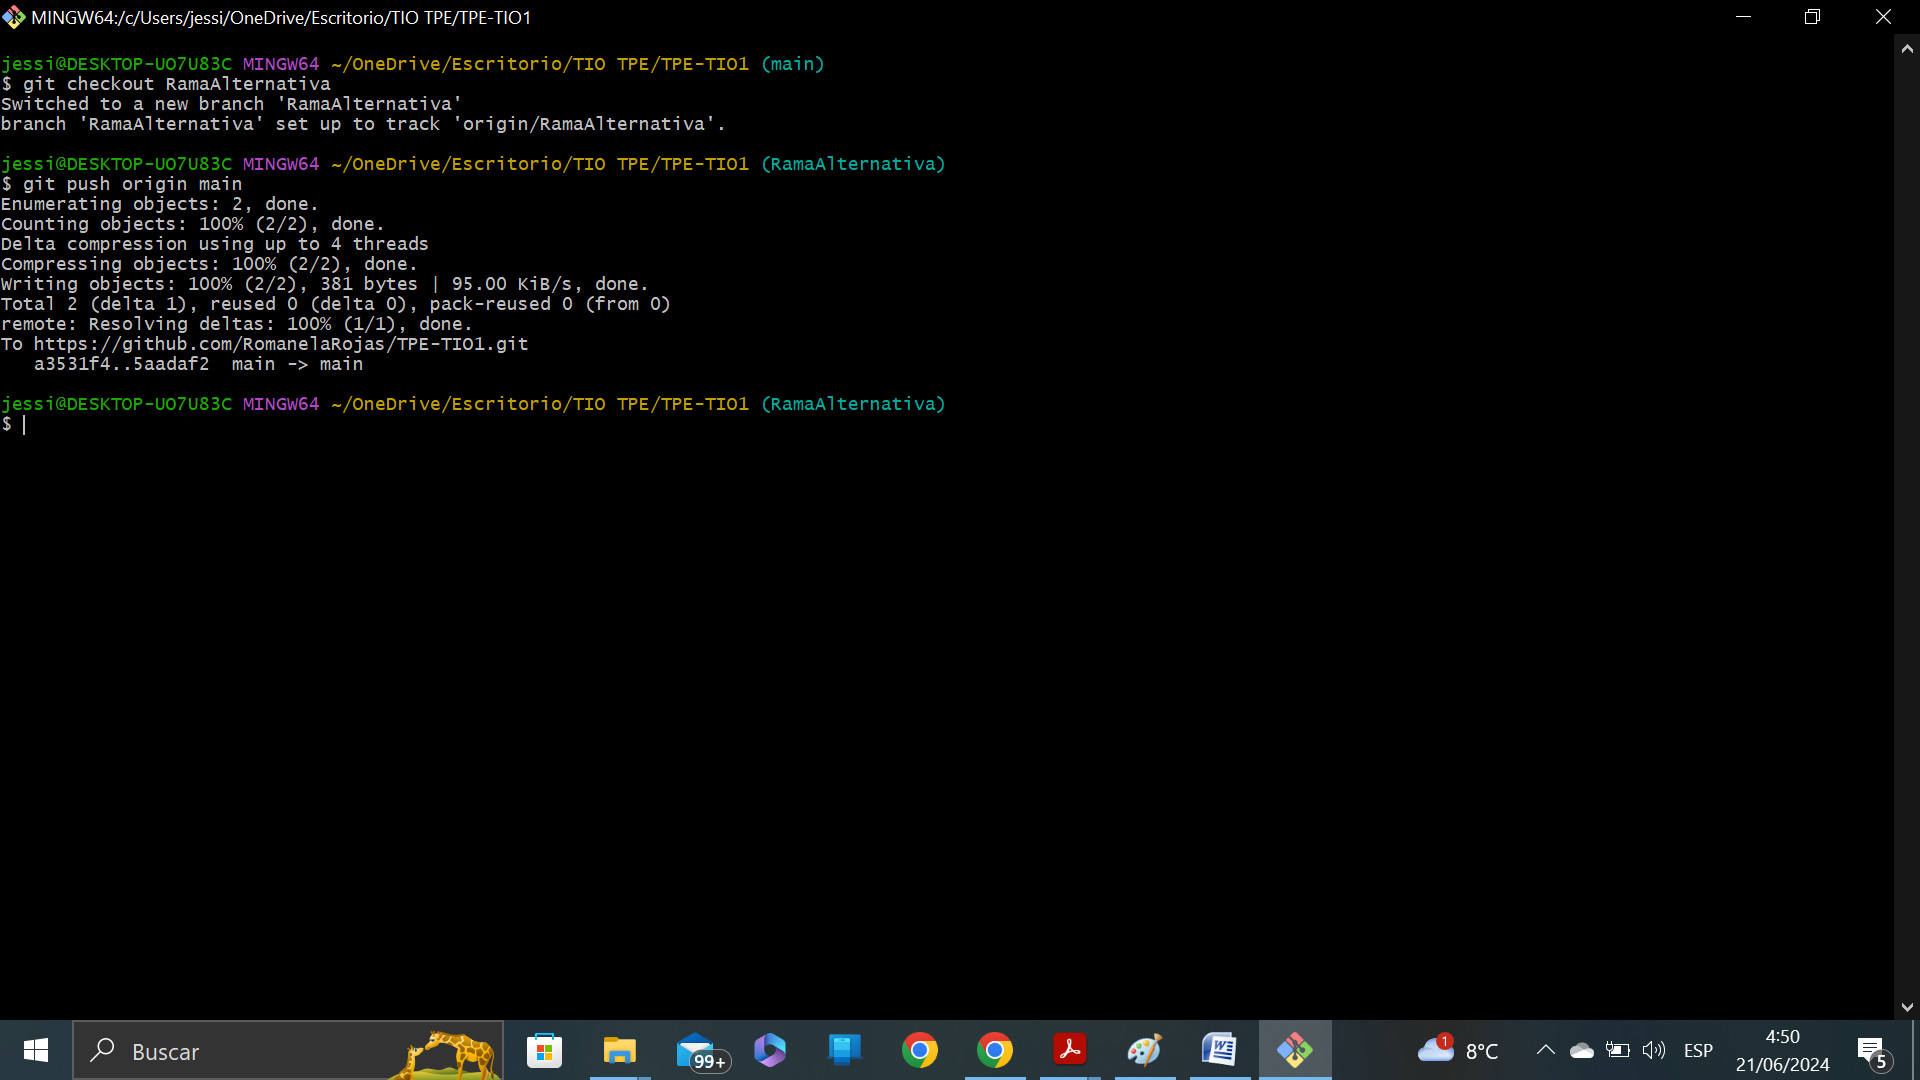 MINGW64:/c/Users/jessi/OneDrive/Escritorio/TIO TPE/TPE-TIO1
jessi@DESKTOP-UO7U83C MINGW64 ~/OneDrive/Escritorio/TIO TPE/TPE-TIO1 (main)
$ git checkout RamaAlternativa
Switched to a new branch 'RamaAlternativa'
branch 'RamaAlternativa' set up to track 'origin/RamaAlternativa'.
jessi@DESKTOP-UO7U83C MINGW64 ~/OneDrive/Escritorio/TIO TPE/TPE-TIO1 (RamaAlternativa)
$ git push origin main
Enumerating objects: 2, done.
Counting objects: 100% (2/2), done.
Delta compression using up to 4 threads
Compressing objects: 100% (2/2), done.
Writing objects: 100% (2/2), 381 bytes | 95.00 KiB/s, done.
Total 2 (delta 1), reused 0 (delta 0), pack-reused 0 (from 0)
remote: Resolving deltas: 100% (1/1), done.
To https://github.com/RomanelaRojas/TPE-TIO1.git
   a3531f4..5aadaf2  main -> main
jessi@DESKTOP-UO7U83C MINGW64 ~/OneDrive/Escritorio/TIO TPE/TPE-TIO1 (RamaAlternativa)
$
Buscar
99+
1
8°C
ESP
4:50
21/06/2024
5